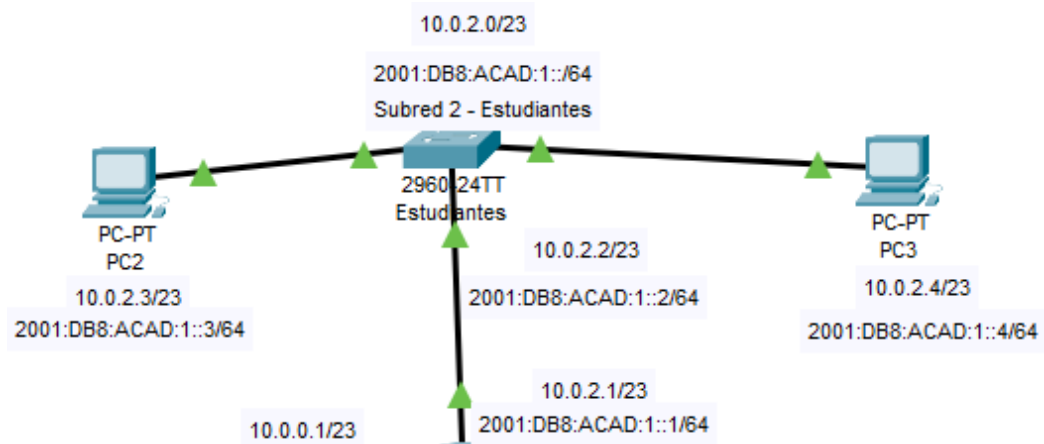 10.0.2.0/23
2001:DB8:ACAD:1::/64
Subred 2 - Estudiantes
2960-24TT
Estudiantes
PC-PT
PC2
10.0.2.3/23
2001:DB8:ACAD:1::3/64
PC-PT
PC3
10.0.2.4/23
2001:DB8:ACAD:1::4/64
10.0.2.2/23
2001:DB8:ACAD:1::2/64
10.0.2.1/23
2001:DB8:ACAD:1::1/64
10.0.0.1/23